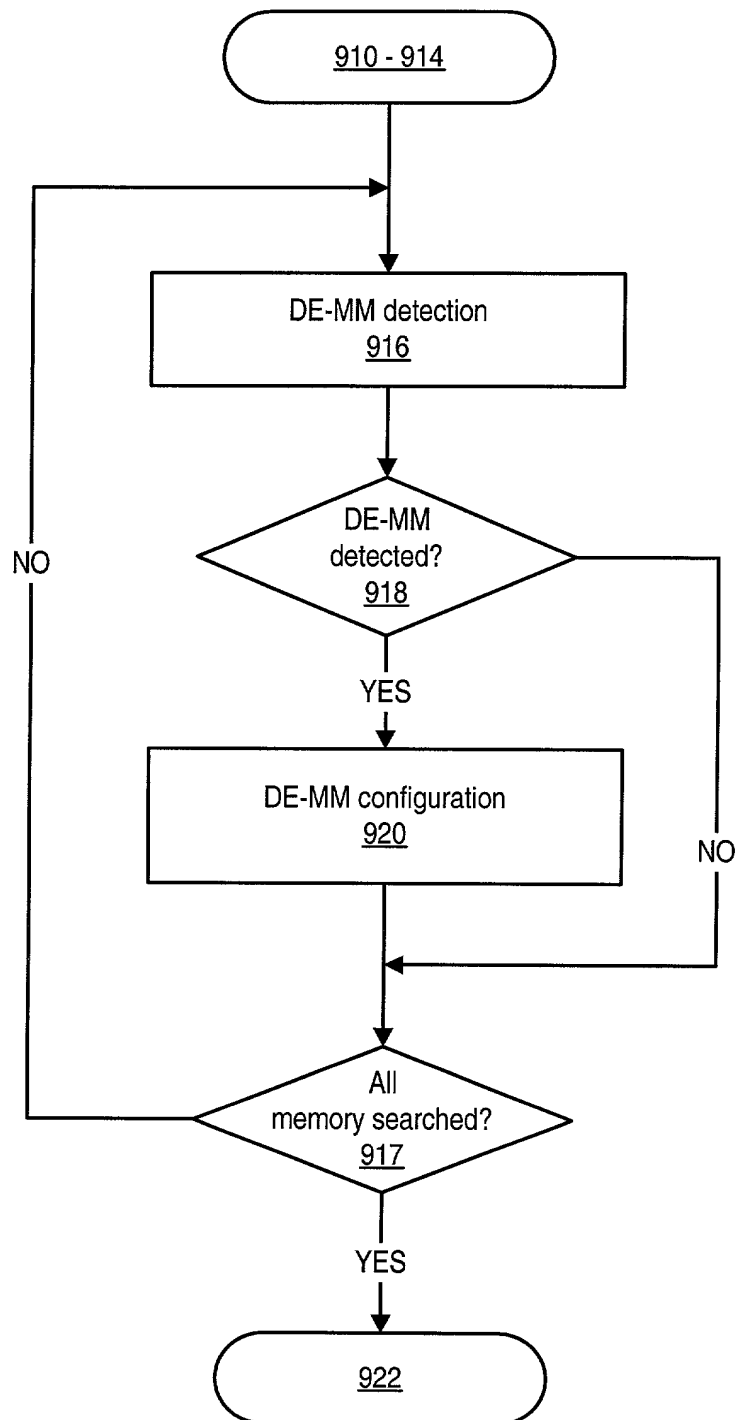 910 - 914
DE-MM detection
916
DE-MM
detected?
918
NO
YES
DE-MM configuration
920
NO
All
memory searched?
917
YES
922